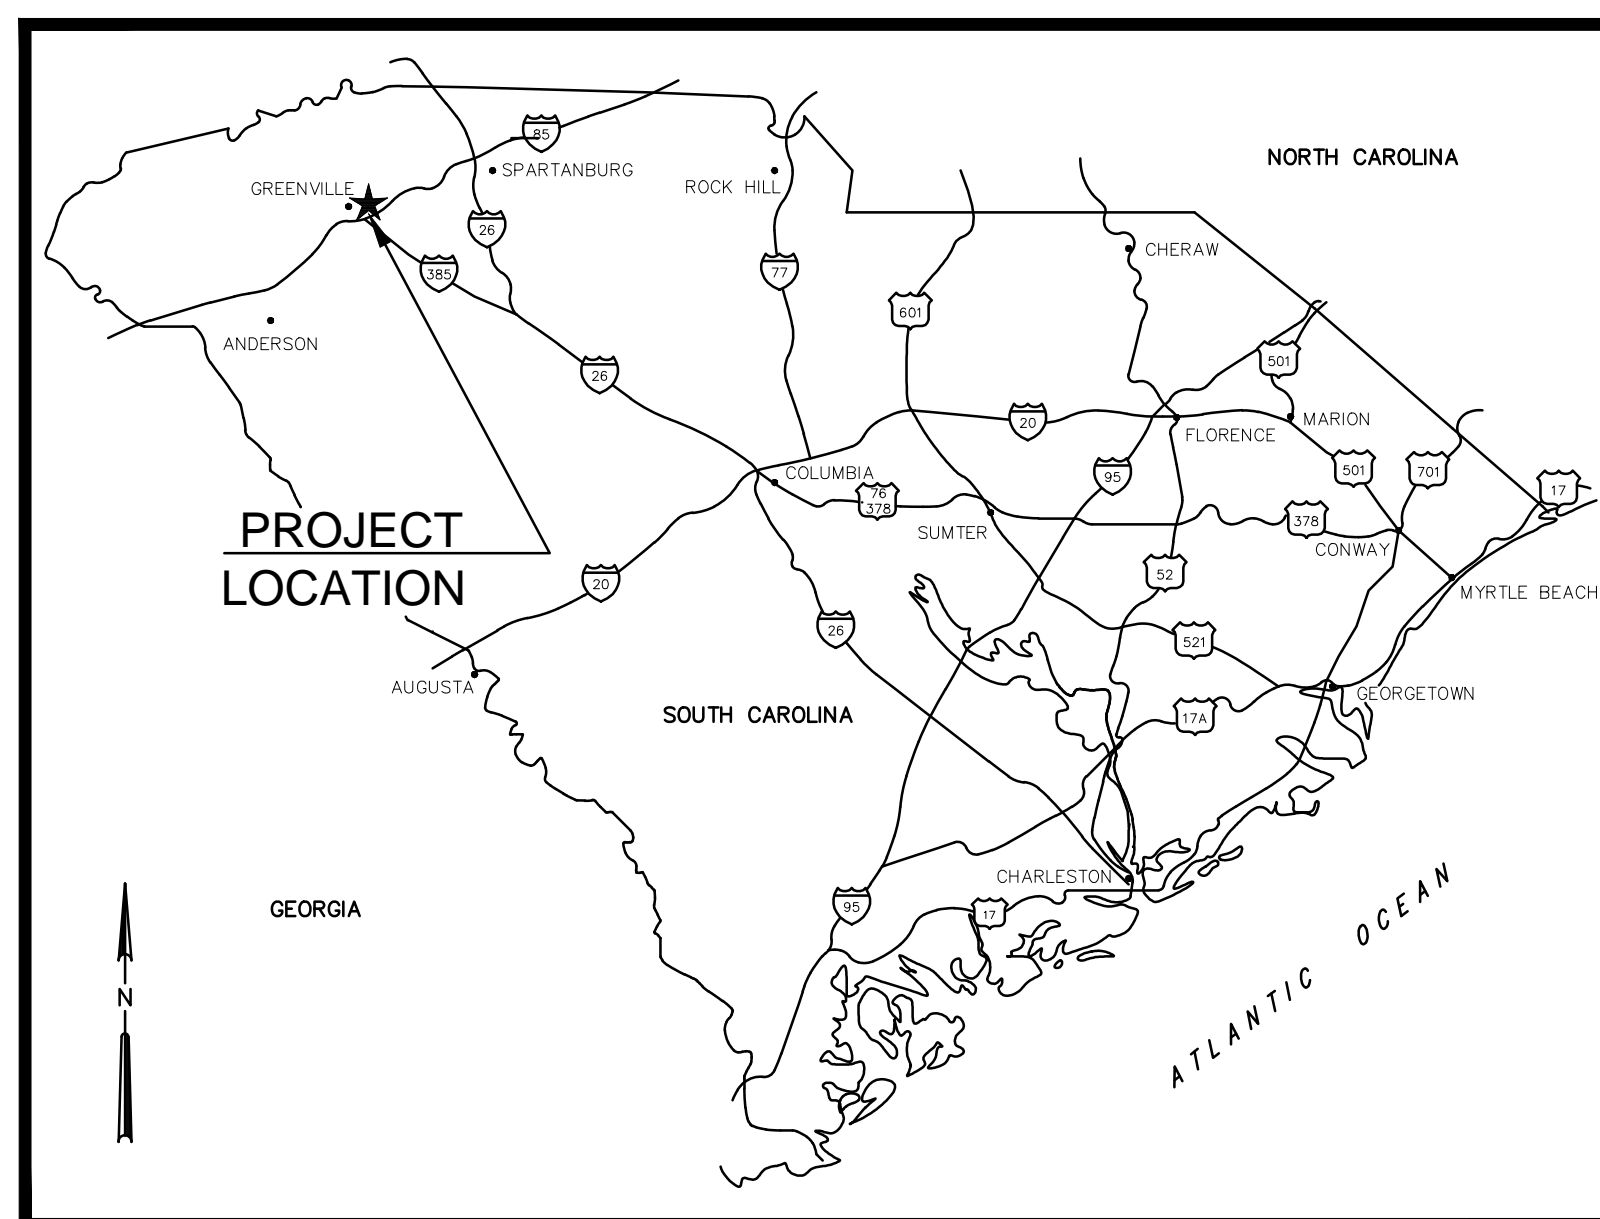 NORTH CAROLINA
85
SPARTANBURG
GREENVILLE
ROCK HILL
26
CHERAW
385
77
601
ANDERSON
501
26
20
MARION
FLORENCE
COLUMBIA
95
501
701
17
76
378
378
SUMTER
CONWAY
PROJECT
LOCATION
20
52
MYRTLE BEACH
26
521
AUGUSTA
GEORGETOWN
SOUTH CAROLINA
17A
CHARLESTON
95
17
GEORGIA
ATLANTIC OCEAN
N